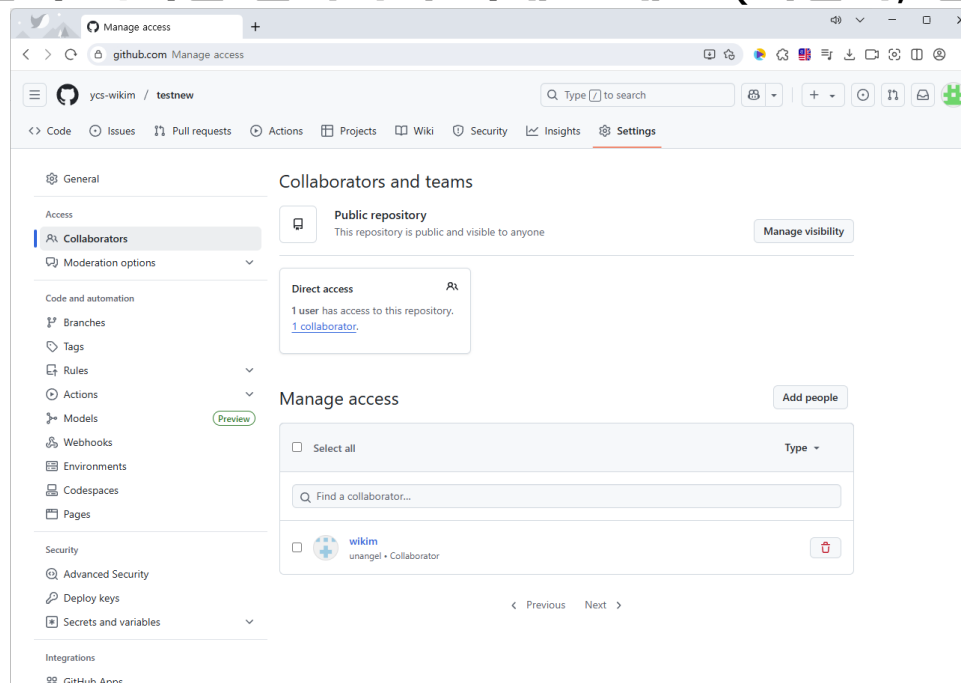 Manage access
github.com Manage access
ycs-wikim / testnew
Type / to search
Code
Issues
Pull requests
Actions
Projects
Wiki
Security
Insights
Settings
General
Access
Collaborators
Moderation options
Code and automation
Branches
Tags
Rules
Actions
Models
Preview
Webhooks
Environments
Codespaces
Pages
Security
Advanced Security
Deploy keys
Secrets and variables
Integrations
GitHub Apps
Collaborators and teams
Public repository
This repository is public and visible to anyone
Manage visibility
Direct access
1 user has access to this repository.
1 collaborator.
Manage access
Add people
Select all
Type
Find a collaborator...
wikim
unangel • Collaborator
Previous
Next